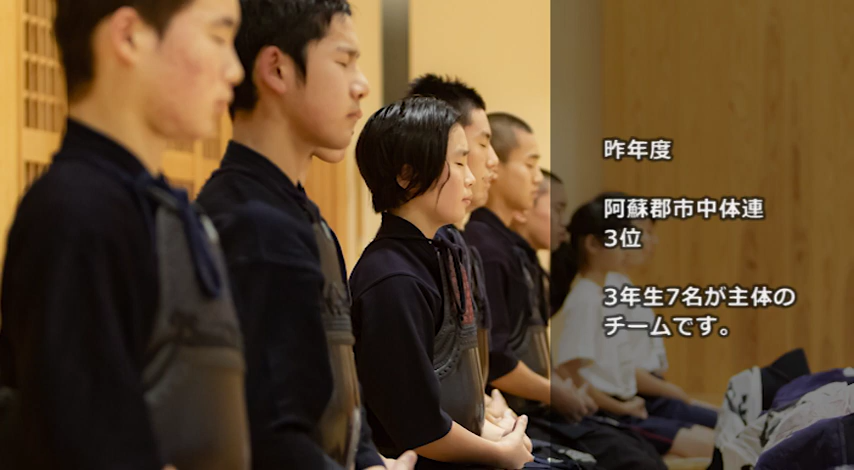 昨年度
阿蘇郡市中体連
3位
3年生7名が主体の
チームです。